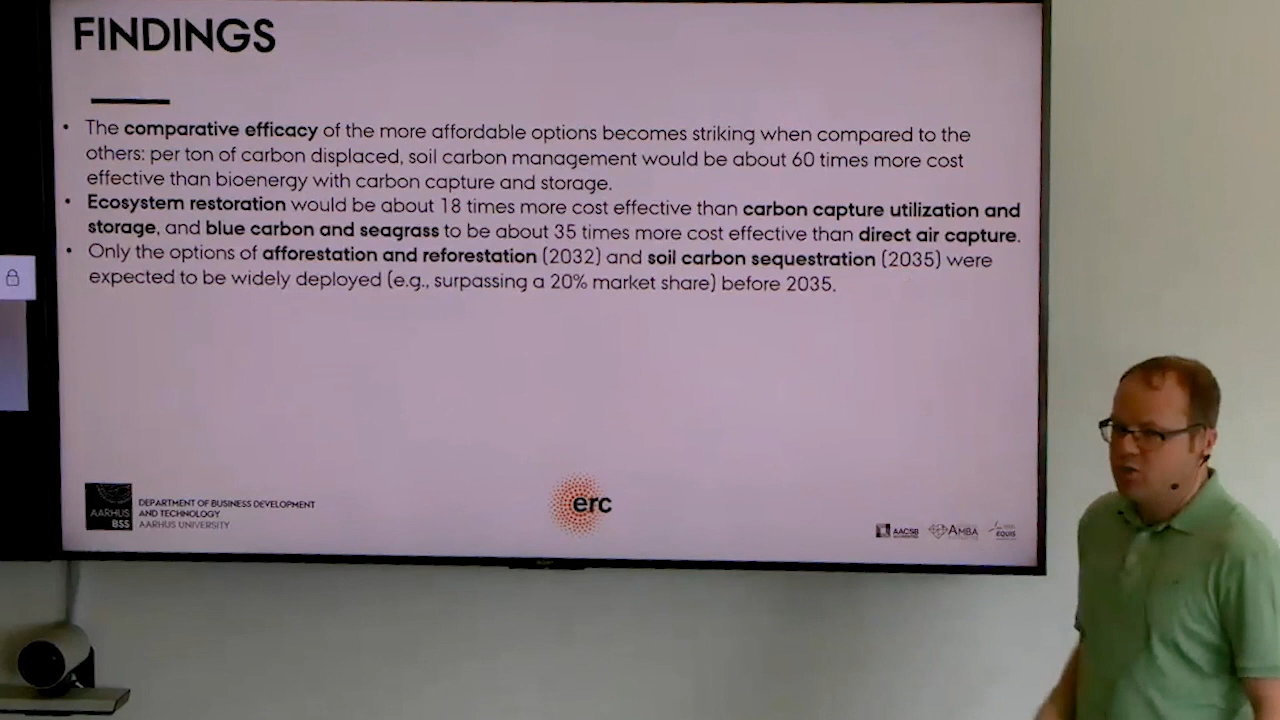 FINDINGS
• The comparative efficacy of the more affordable options becomes striking when compared to the
others: per ton of carbon displaced, soil carbon management would be about 60 times more cost
effective than bioenergy with carbon capture and storage.
• Ecosystem restoration would be about 18 times more cost effective than carbon capture utilization and
storage, and blue carbon and seagrass to be about 35 times more cost effective than direct air capture.
• Only the options of afforestation and reforestation (2032) and soil carbon sequestration (2035) were
expected to be widely deployed (e.g., surpassing a 20% market share) before 2035.
AARHUS
BSS
DEPARTMENT OF BUSINESS DEVELOPMENT
AND TECHNOLOGY
AARHUS UNIVERSITY
erc
AACSB
AMBA
EQUIS